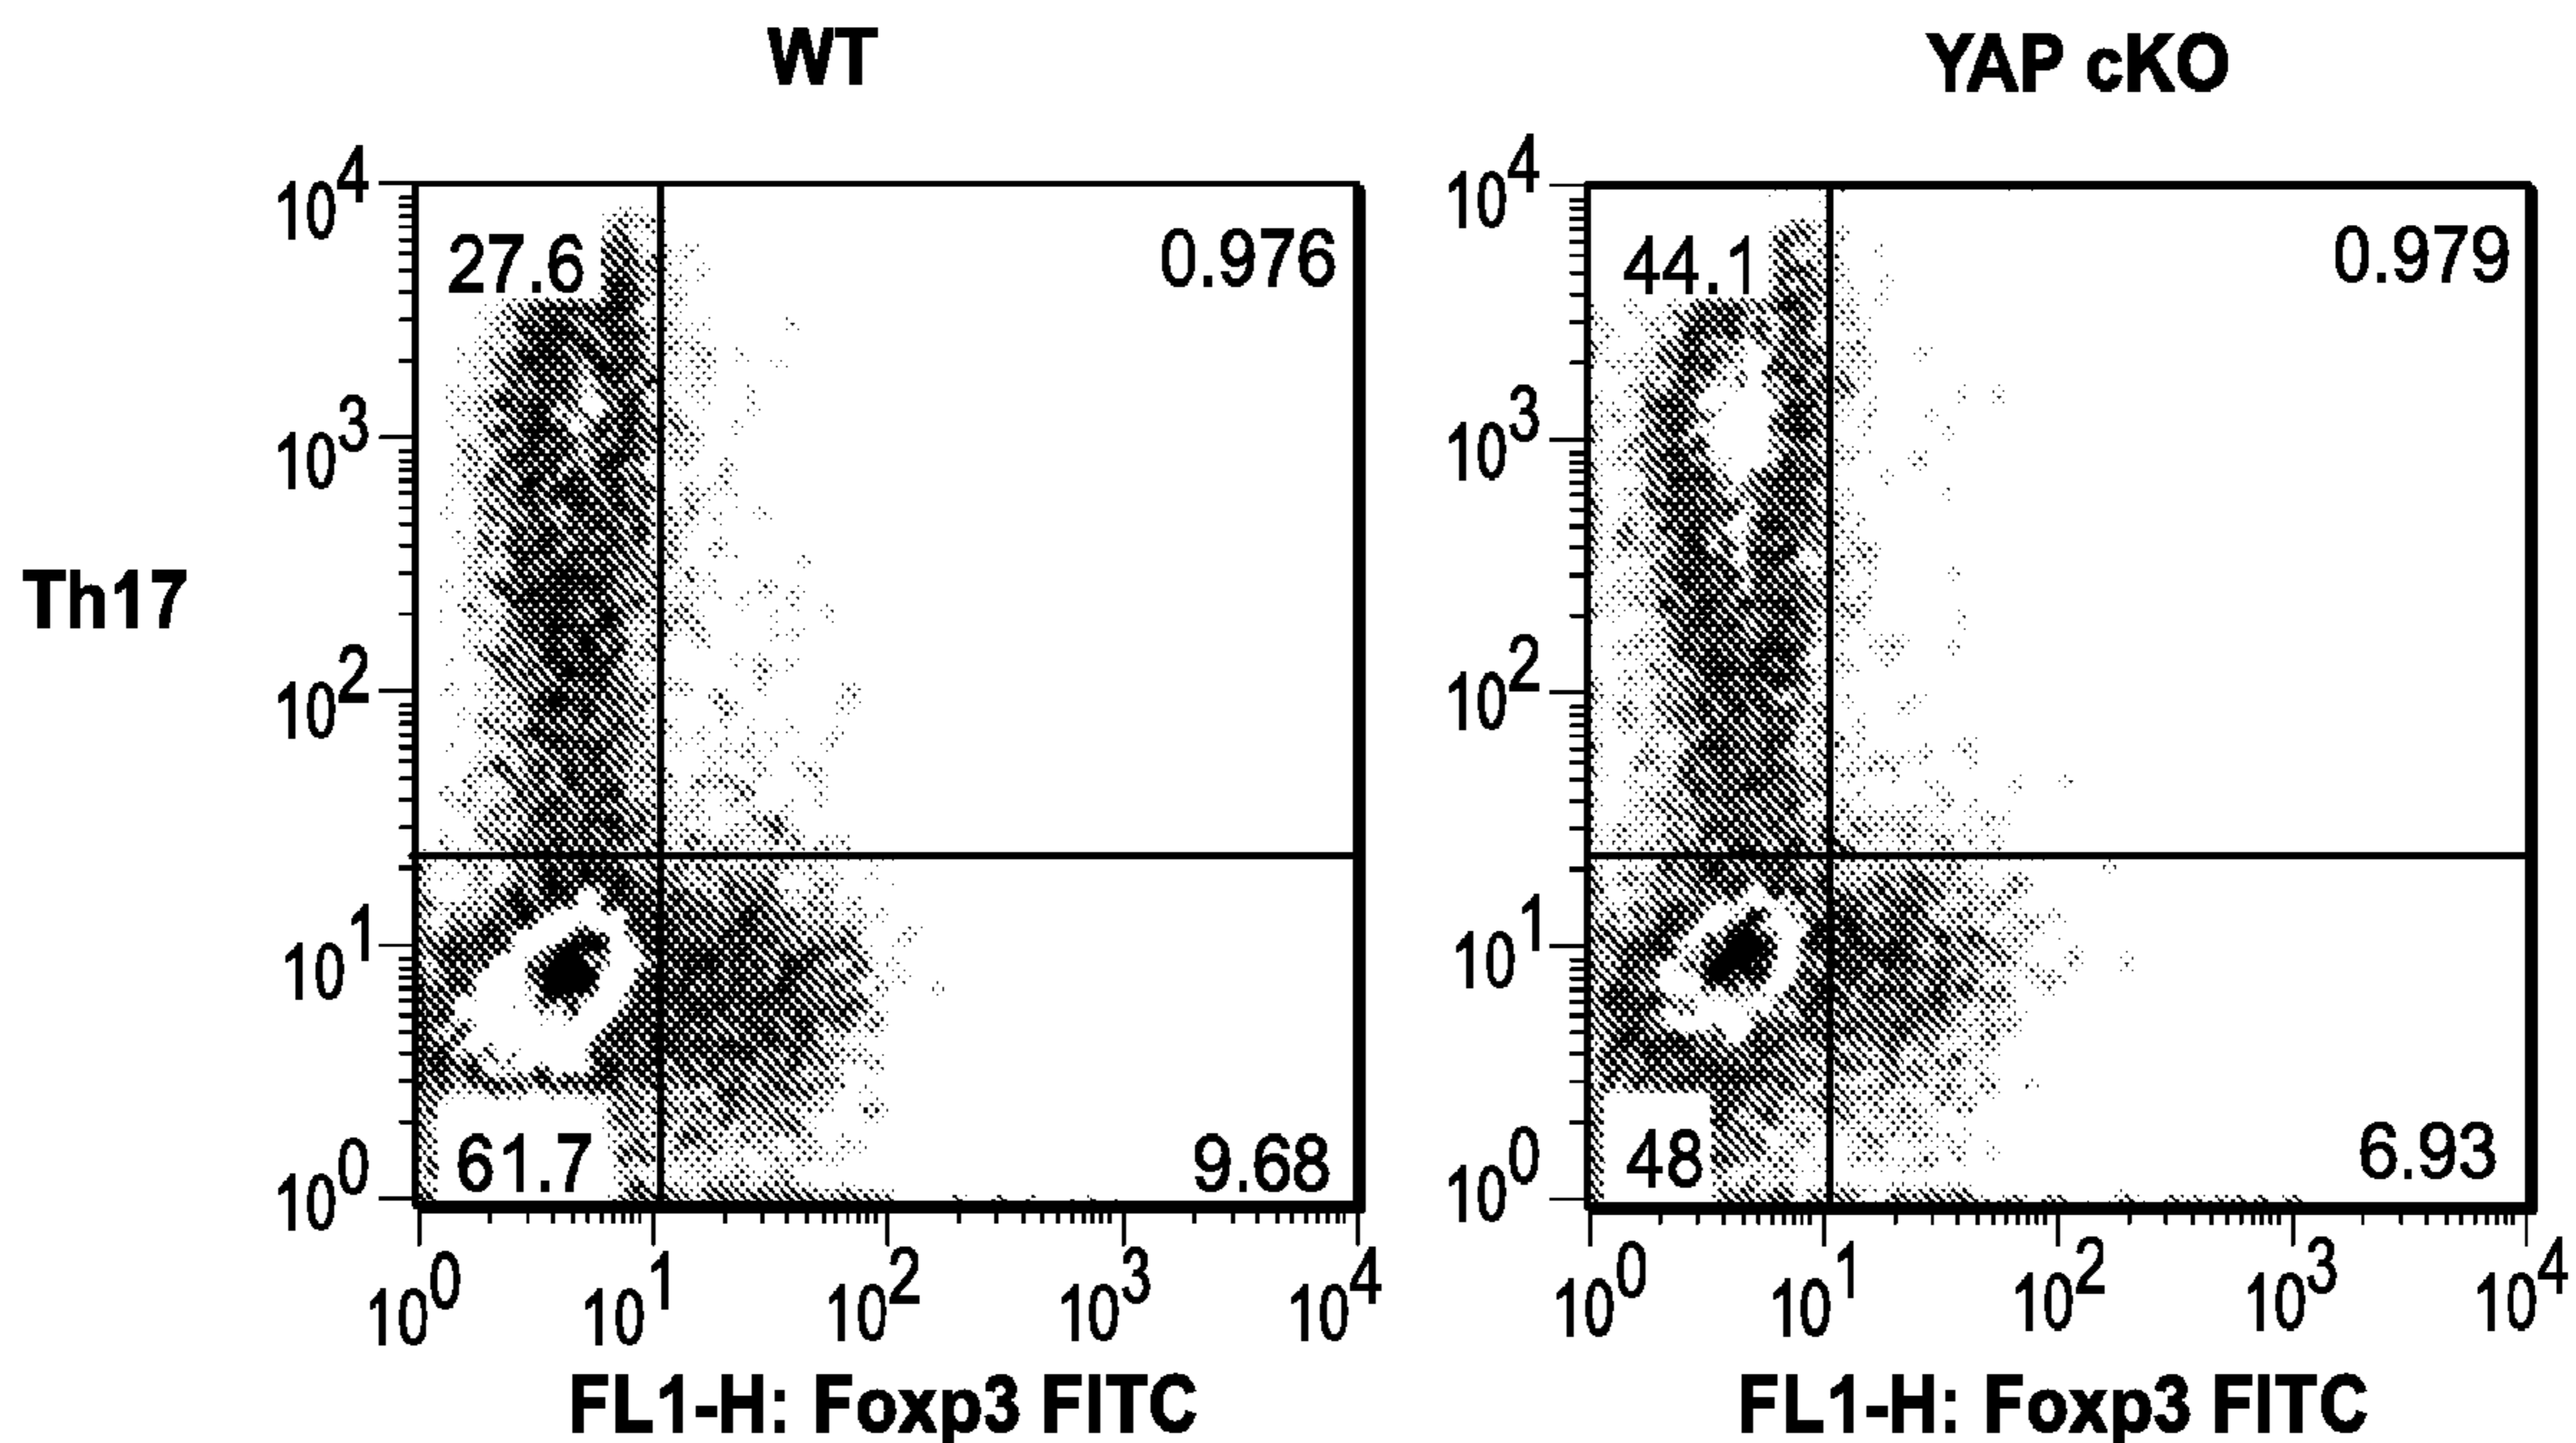 WT
YAP cKO
Th17
10^4
10^3
10^2
10^1
10^0
27.6
0.976
61.7
9.68
10^0 10^1 10^2 10^3 10^4
FL1-H: Foxp3 FITC
10^4
10^3
10^2
10^1
10^0
44.1
0.979
48
6.93
10^0 10^1 10^2 10^3 10^4
FL1-H: Foxp3 FITC